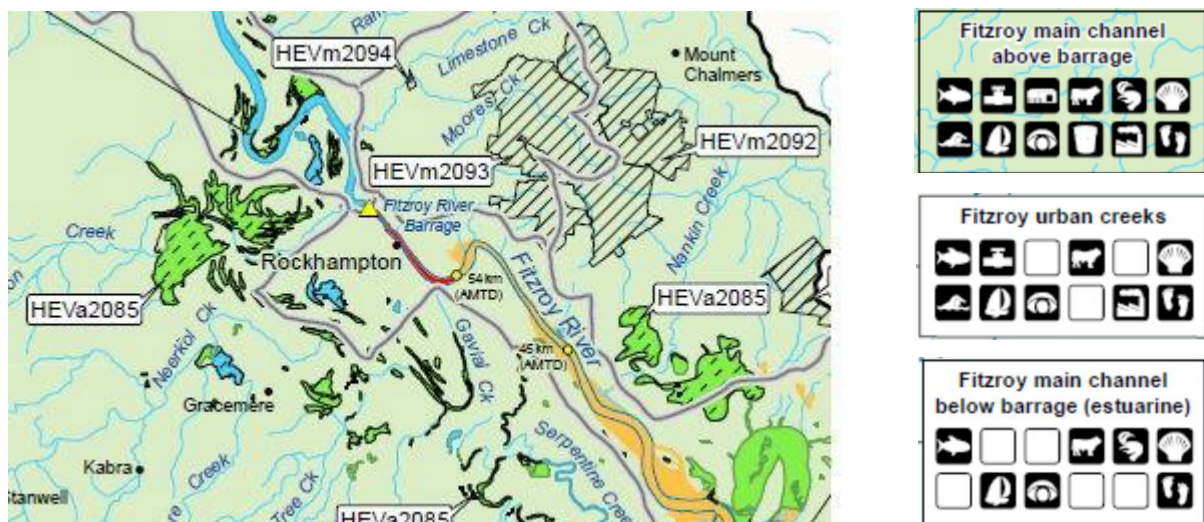 HEVm2094
Limestone Ck
Mount
Chalmers
Moores Ck
HEVm2092
HEVm2093
Fitzroy River
Barrage
Nankin Creek
Creek
Rockhampton
54 km
(AMTD)
Fitzroy River
HEVa2085
HEVa2085
Neerkol Ck
Gavial Ck
45 km
(AMTD)
Gracemere
Serpentine Cree
Kabra
Creek
Stanwell
Tree Ck
HEVa2085
Fitzroy main channel
above barrage
Fitzroy urban creeks
Fitzroy main channel
below barrage (estuarine)